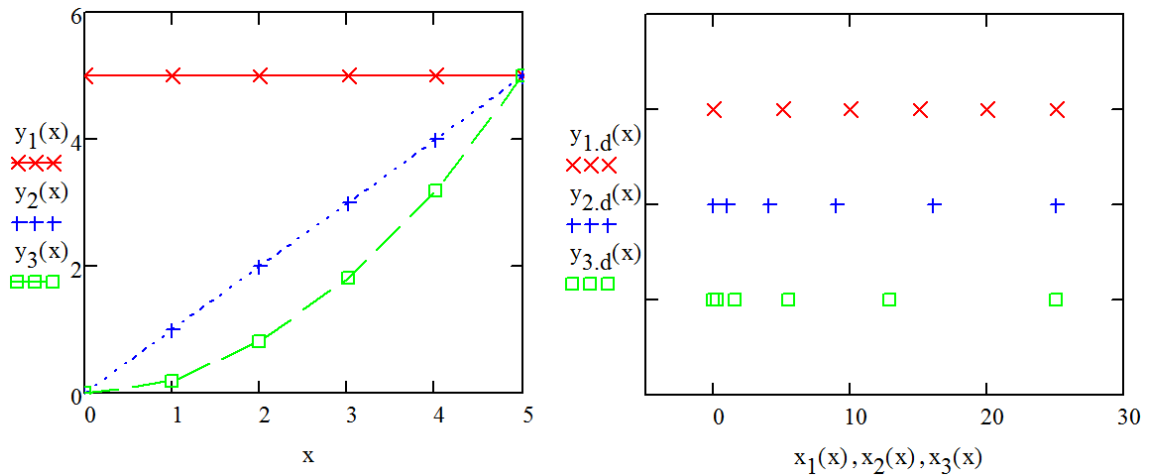 6
y1(x)
4
y2(x)
y3(x)
2
0
0 1 2 3 4 5
x
y1.d(x)
y2.d(x)
y3.d(x)
0 10 20 30
x1(x) , x2(x) , x3(x)